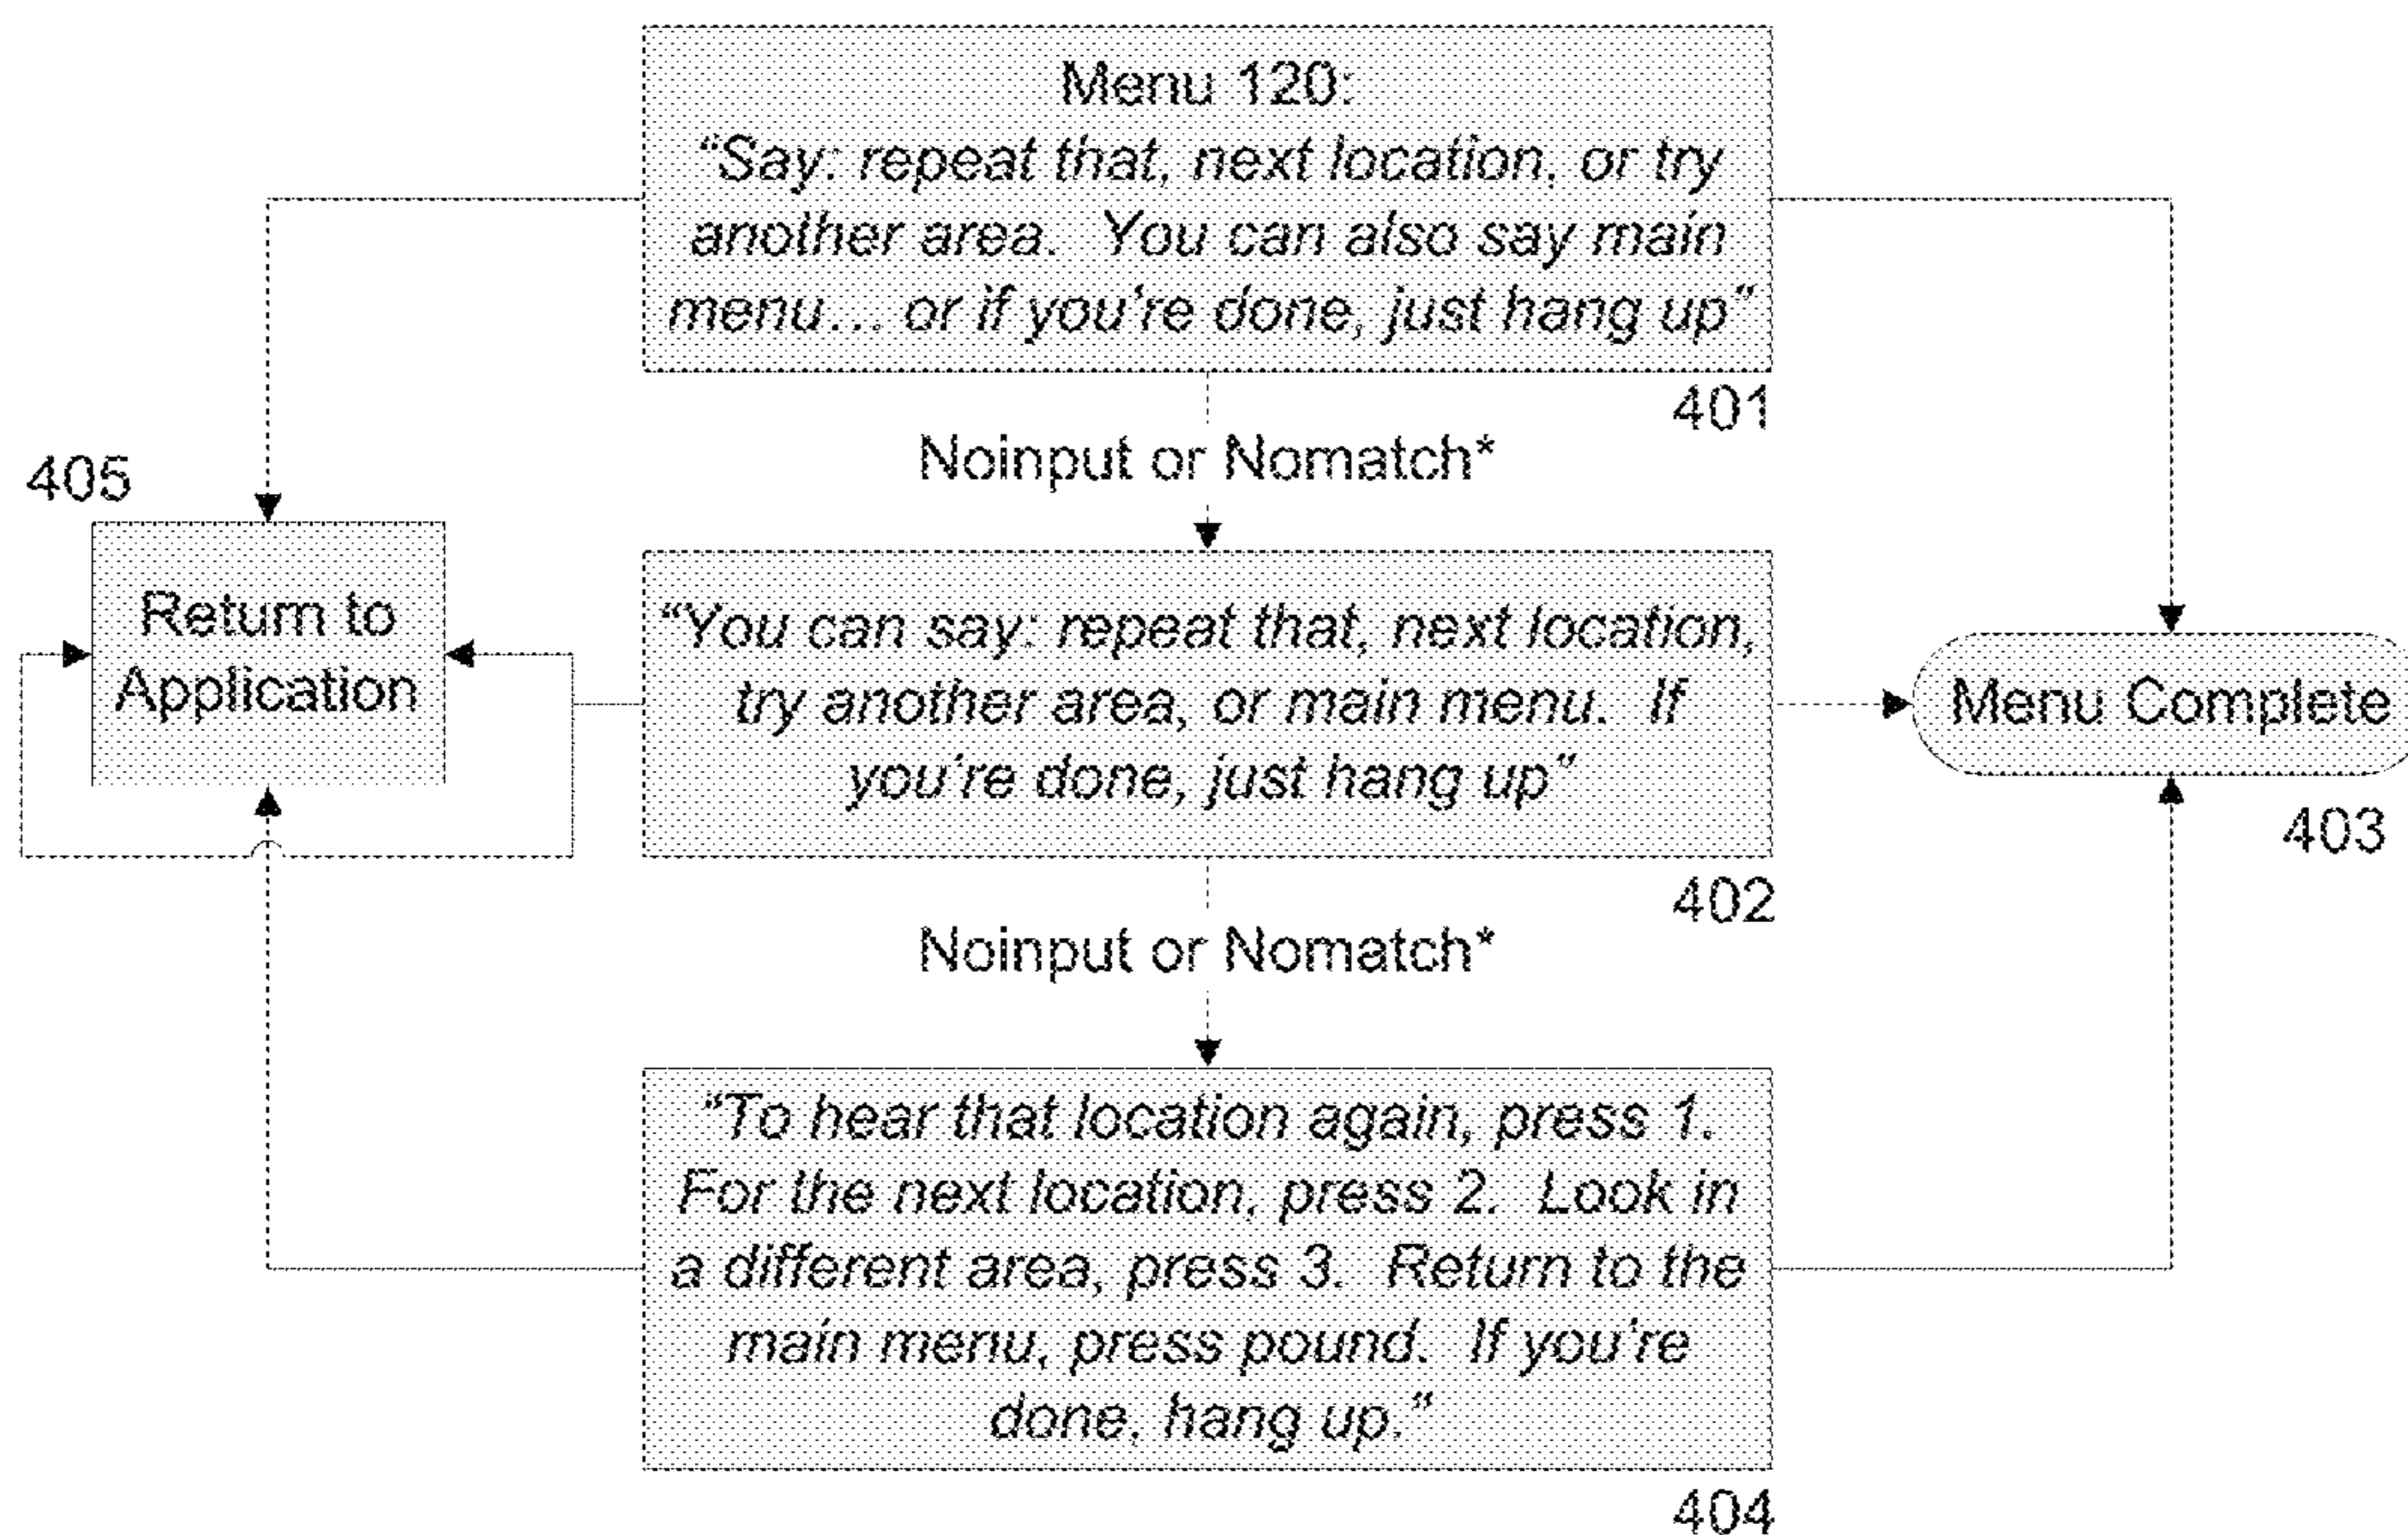 Menu 120:
“Say: repeat that, next location, or try
another area.  You can also say main
menu… or if you’re done, just hang up”
401
Noinput or Nomatch*
405
Return to
Application
“You can say: repeat that, next location,
try another area, or main menu.  If
you’re done, just hang up”
402
Menu Complete
403
Noinput or Nomatch*
“To hear that location again, press 1.
For the next location, press 2.  Look in
a different area, press 3.  Return to the
main menu, press pound.  If you’re
done, hang up.”
404